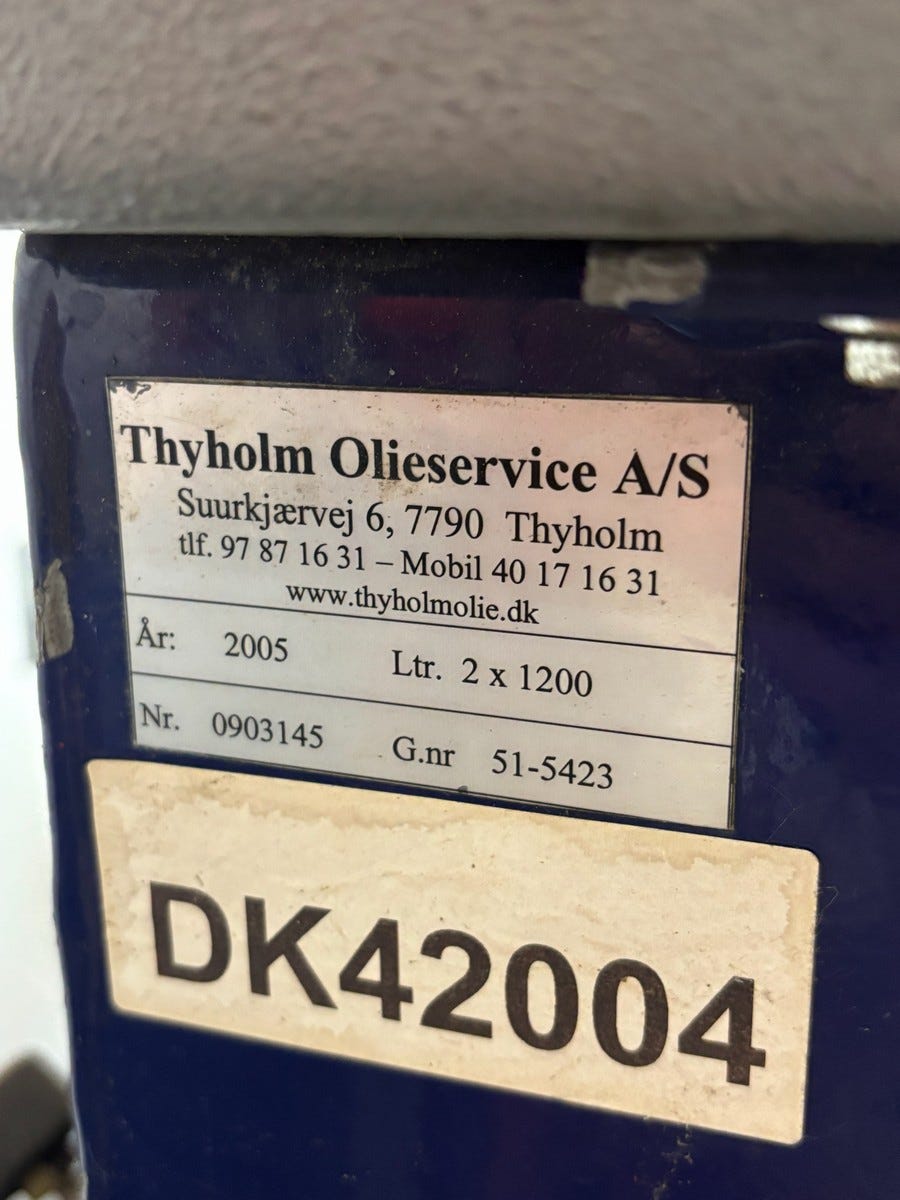 Thyholm Olieservice A/S
Suurkjærvej 6, 7790 Thyholm
tlf. 97 87 16 31 – Mobil 40 17 16 31
www.thyholmolie.dk
År: 2005 Ltr. 2 x 1200
Nr. 0903145 G.nr 51-5423
DK42004